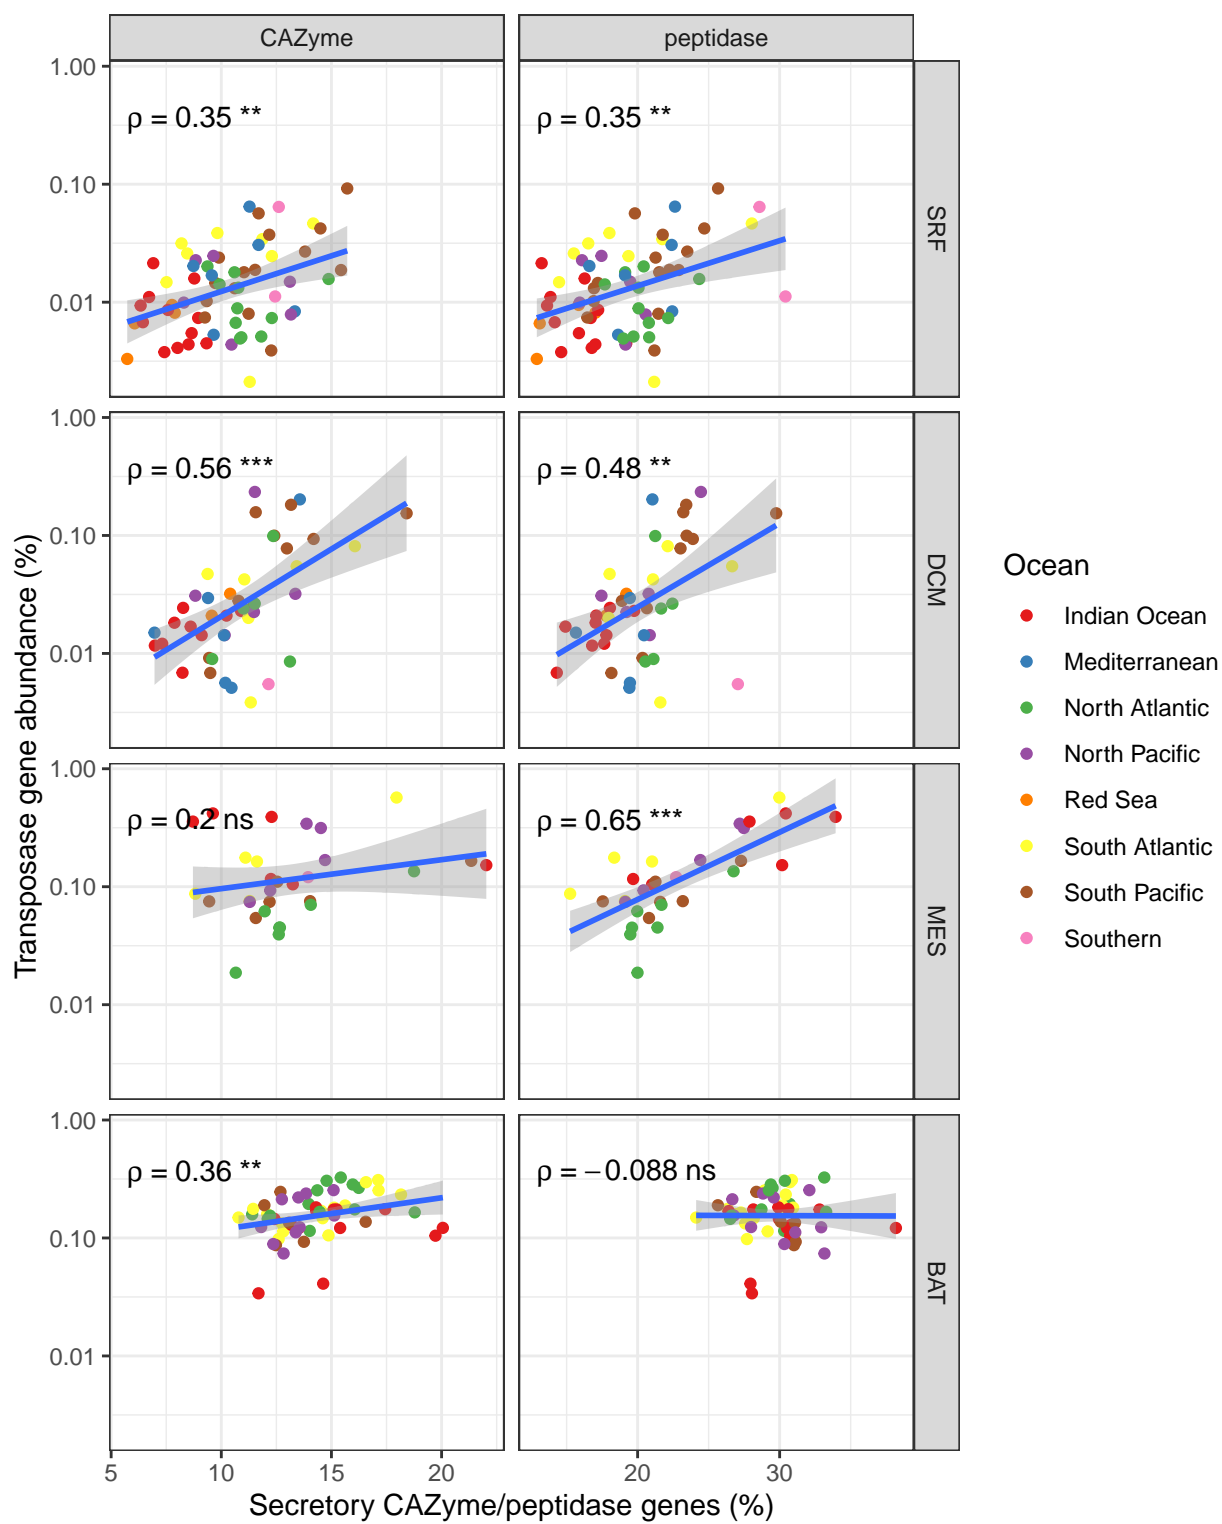 CAZyme
peptidase
1.00
0.10
0.01
ρ = 0.35 **
ρ = 0.35 **
SRF
1.00
0.10
0.01
ρ = 0.56 ***
ρ = 0.48 **
DCM
1.00
0.10
0.01
ρ = 0.2 ns
ρ = 0.65 ***
MES
1.00
0.10
0.01
ρ = 0.36 **
ρ = −0.088 ns
BAT
5 10 15 20
20 30
Secretory CAZyme/peptidase genes (%)
Transposase gene abundance (%)
Ocean
Indian Ocean
Mediterranean
North Atlantic
North Pacific
Red Sea
South Atlantic
South Pacific
Southern